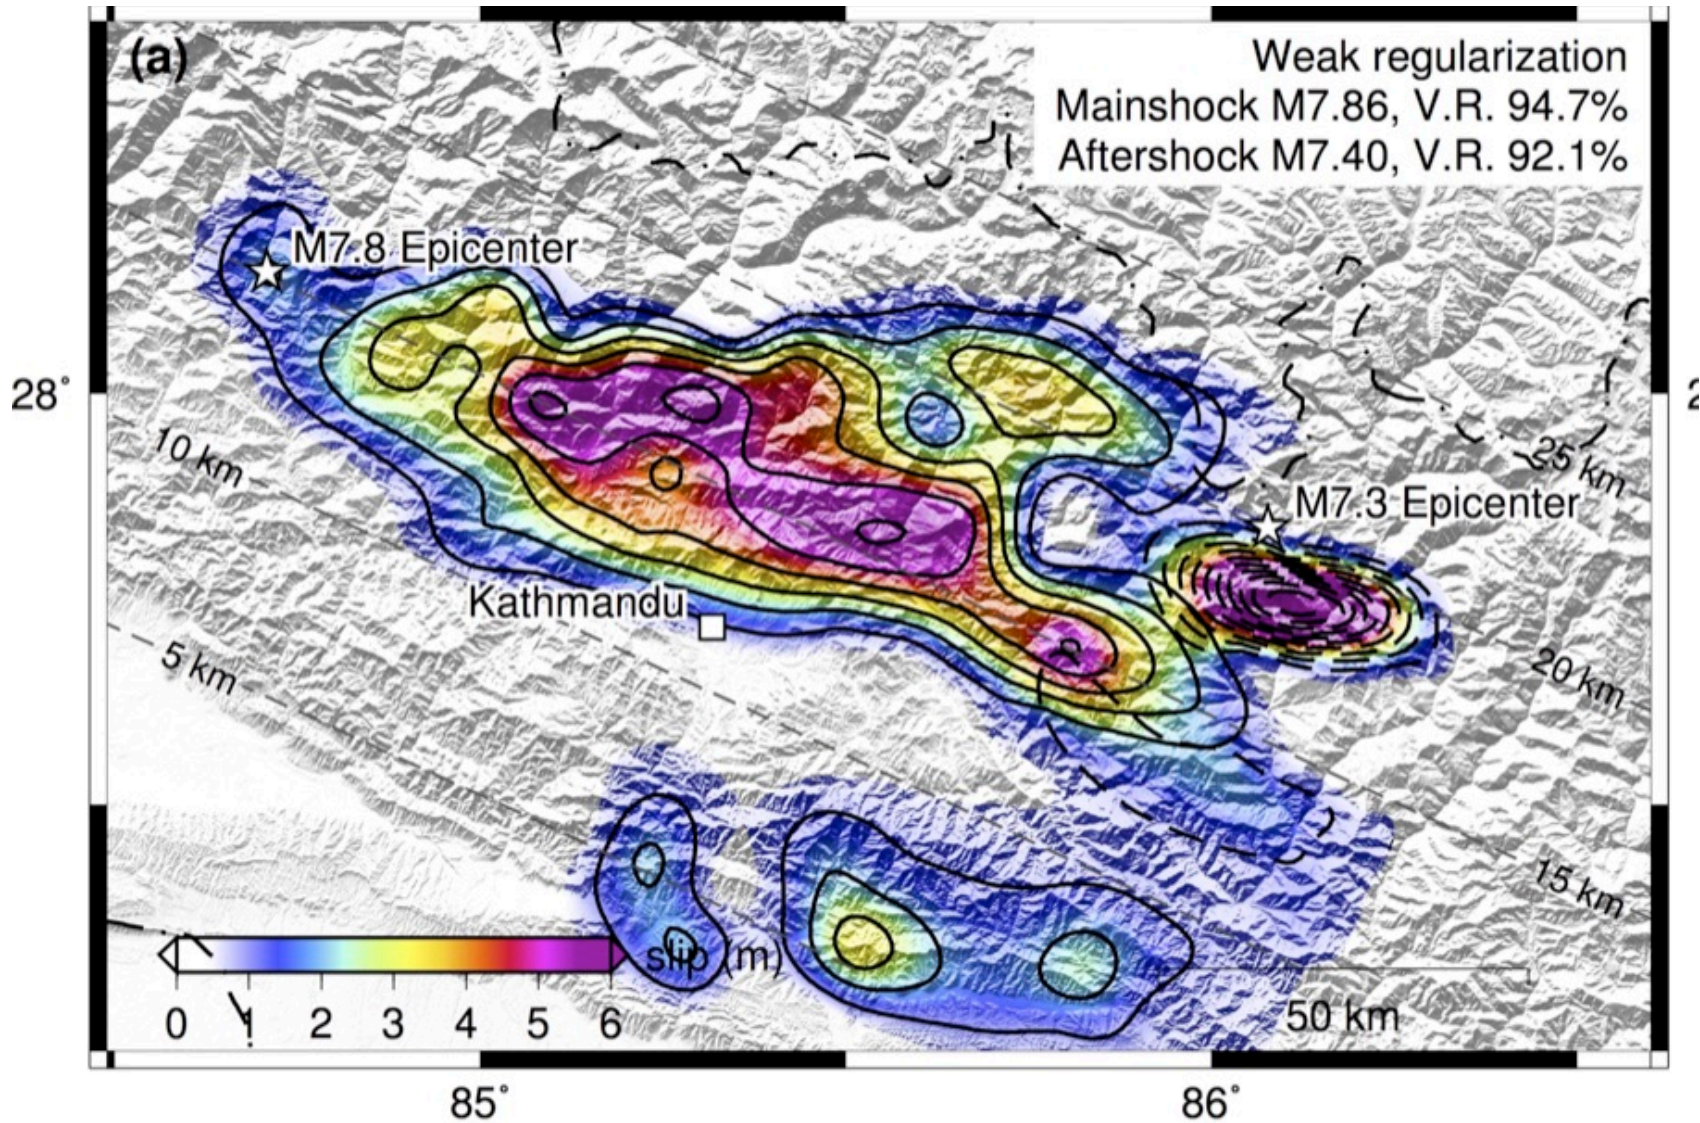 (a)
Weak regularization
Mainshock M7.86, V.R. 94.7%
Aftershock M7.40, V.R. 92.1%
M7.8 Epicenter
28°
2
10 km
25 km
M7.3 Epicenter
Kathmandu
5 km
20 km
15 km
slip (m)
0 1 2 3 4 5 6
50 km
85° 86°